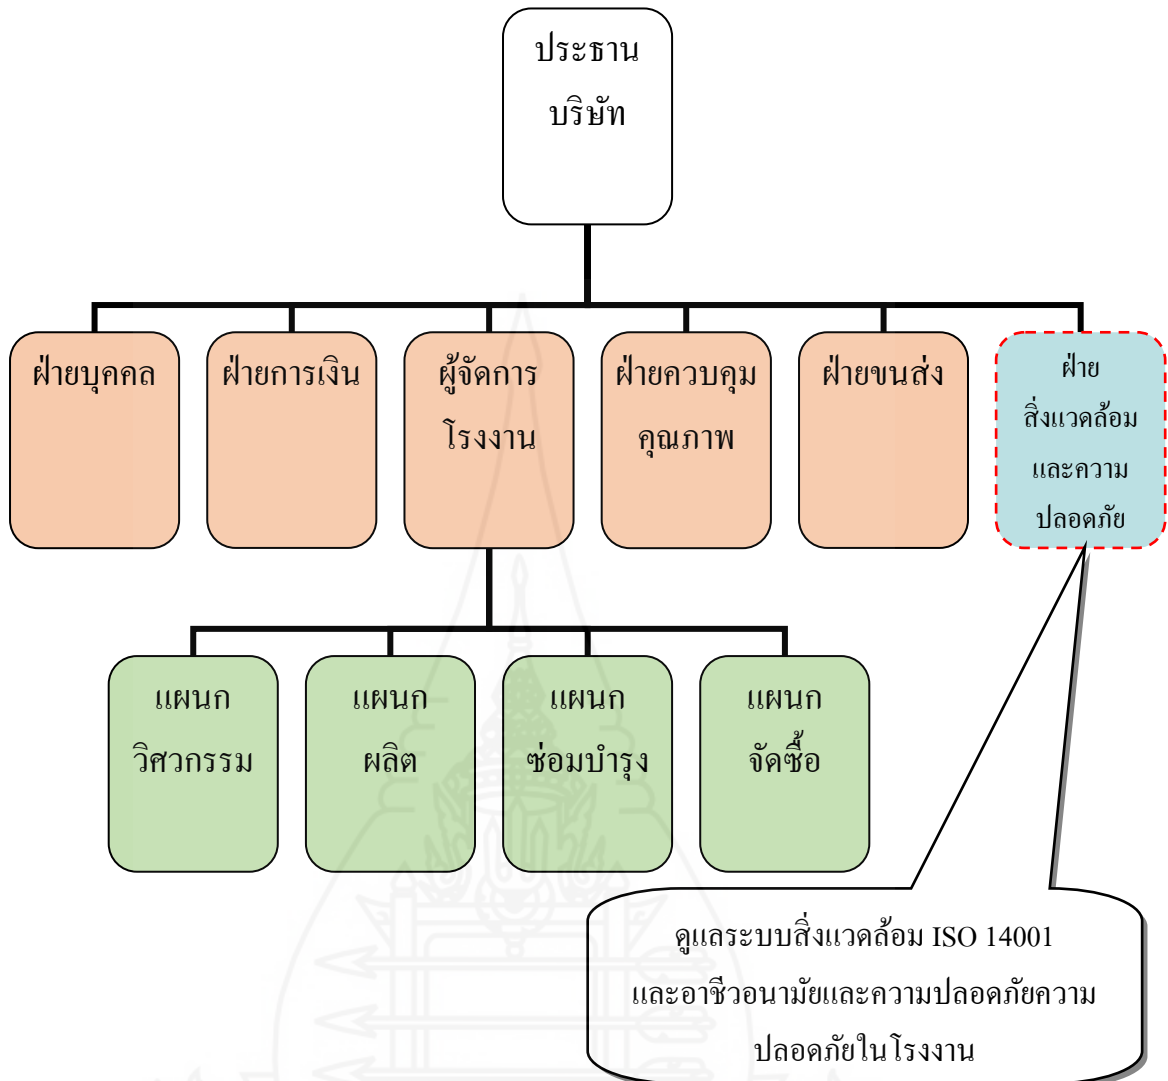 ประธาน
บริษัท
ฝ่ายบุคคล
ฝ่ายการเงิน
ผู้จัดการ
โรงงาน
ฝ่ายควบคุม
คุณภาพ
ฝ่ายขนส่ง
ฝ่าย
สิ่งแวดล้อม
และความ
ปลอดภัย
แผนก
วิศวกรรม
แผนก
ผลิต
แผนก
ซ่อมบำรุง
แผนก
จัดซื้อ
ดูแลระบบสิ่งแวดล้อม ISO 14001
และอาชีวอนามัยและความปลอดภัยความ
ปลอดภัยในโรงงาน